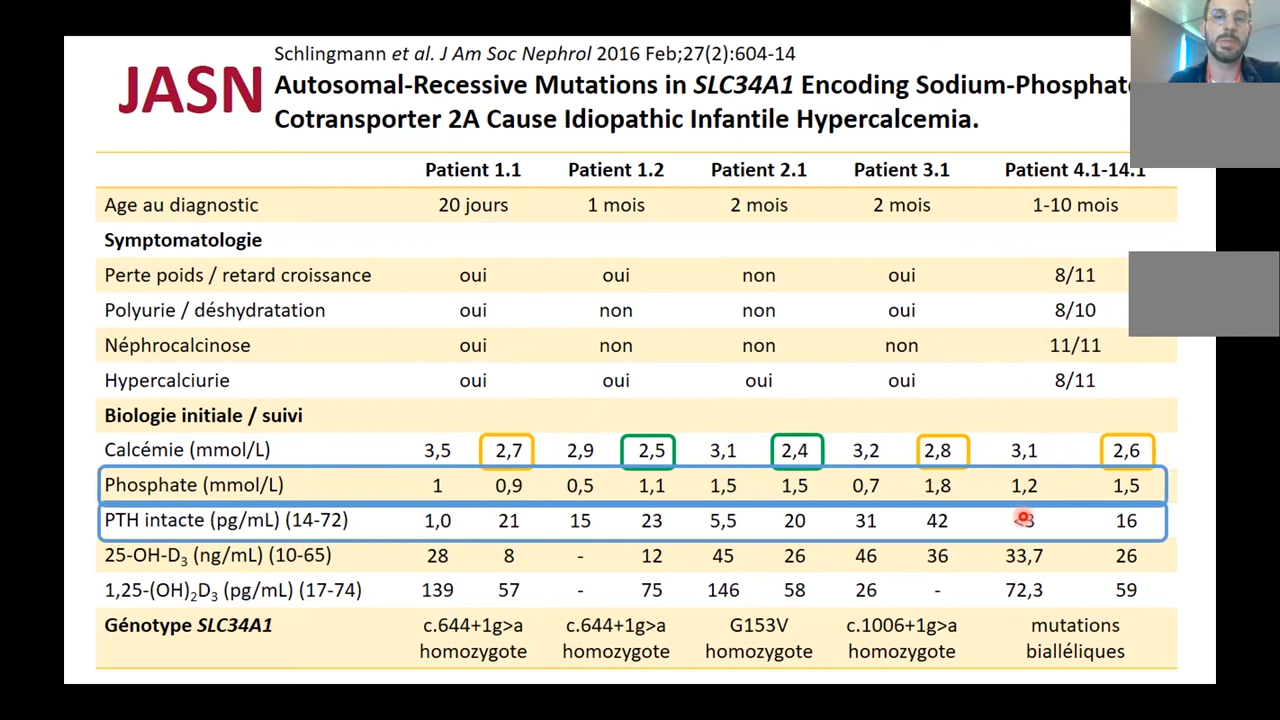 Schlingmann et al. J Am Soc Nephrol 2016 Feb;27(2):604-14
JASN
Autosomal-Recessive Mutations in SLC34A1 Encoding Sodium-Phosphate
Cotransporter 2A Cause Idiopathic Infantile Hypercalcemia.
Patient 1.1 Patient 1.2 Patient 2.1 Patient 3.1 Patient 4.1-14.1
Age au diagnostic 20 jours 1 mois 2 mois 2 mois 1-10 mois
Symptomatologie
Perte poids / retard croissance oui oui non oui 8/11
Polyurie / déshydratation oui non non oui 8/10
Néphrocalcinose oui non non non 11/11
Hypercalciurie oui oui oui oui 8/11
Biologie initiale / suivi
Calcémie (mmol/L) 3,5 2,7 2,9 2,5 3,1 2,4 3,2 2,8 3,1 2,6
Phosphate (mmol/L) 1 0,9 0,5 1,1 1,5 1,5 0,7 1,8 1,2 1,5
PTH intacte (pg/mL) (14-72) 1,0 21 15 23 5,5 20 31 42 16
25-OH-D₃ (ng/mL) (10-65) 28 8 - 12 45 26 46 36 33,7 26
1,25-(OH)₂D₃ (pg/mL) (17-74) 139 57 - 75 146 58 26 - 72,3 59
Génotype SLC34A1 c.644+1g>a c.644+1g>a G153V c.1006+1g>a mutations
homozygote homozygote homozygote homozygote bialléliques